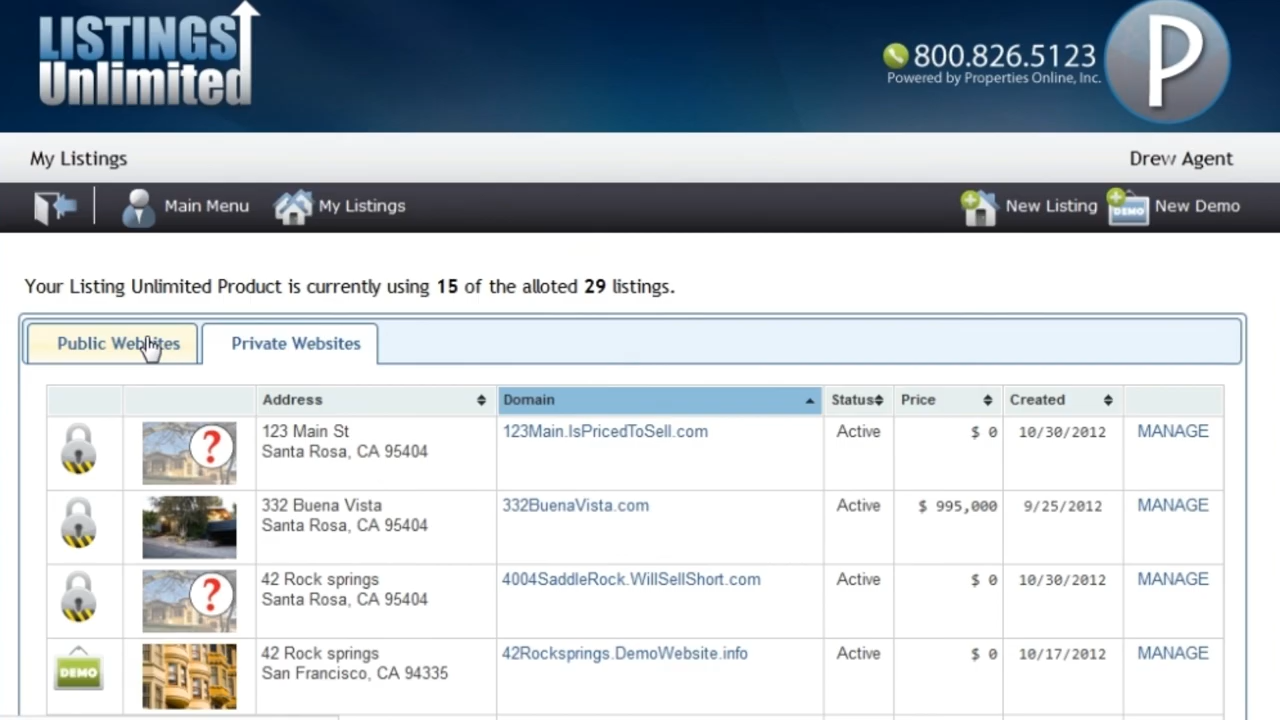 LISTINGS
Unlimited
800.826.5123
Powered by Properties Online, Inc.
P
My Listings
Drew Agent
Main Menu
My Listings
New Listing
DEMO
New Demo
Your Listing Unlimited Product is currently using 15 of the alloted 29 listings.
Public Websites
Private Websites
Address
Domain
Status
Price
Created
?
123 Main St
Santa Rosa, CA 95404
123Main.IsPricedToSell.com
Active
$ 0
10/30/2012
MANAGE
332 Buena Vista
Santa Rosa, CA 95404
332BuenaVista.com
Active
$ 995,000
9/25/2012
MANAGE
?
42 Rock springs
Santa Rosa, CA 95404
4004SaddleRock.WillSellShort.com
Active
$ 0
10/30/2012
MANAGE
DEMO
42 Rock springs
San Francisco, CA 94335
42Rocksprings.DemoWebsite.info
Active
$ 0
10/17/2012
MANAGE